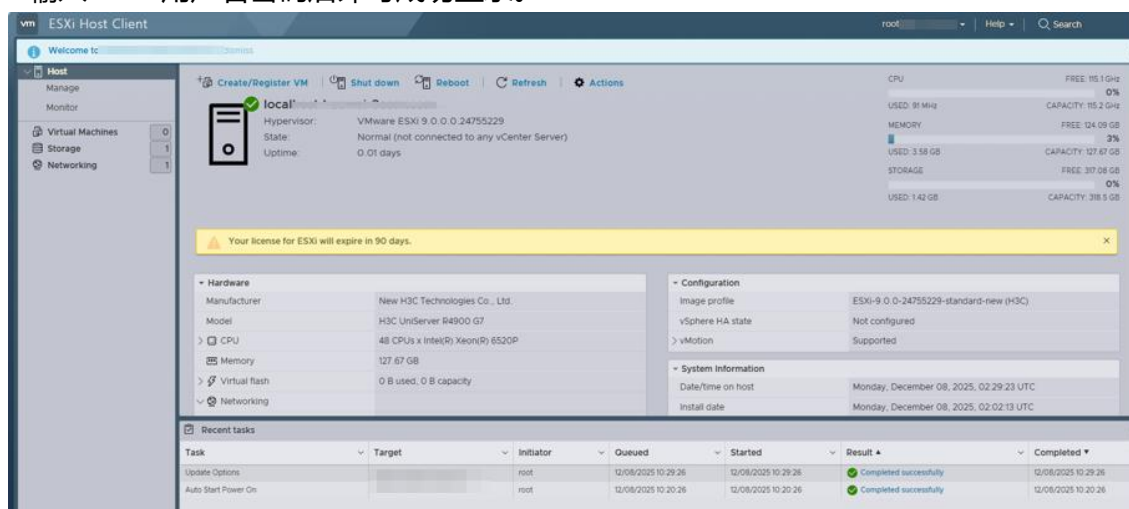 vm ESXi Host Client
root
Help
Search
Welcome to
Host
Manage
Monitor
Virtual Machines 0
Storage 1
Networking 1
Create/Register VM
Shut down
Reboot
Refresh
Actions
local
Hypervisor: VMware ESXi 9.0.0.0.24755229
State: Normal (not connected to any vCenter Server)
Uptime: 0.01 days
CPU FREE: 115.1 GHz
0%
USED: 91 MHz CAPACITY: 115.2 GHz
MEMORY FREE: 124.09 GB
3%
USED: 3.58 GB CAPACITY: 127.67 GB
STORAGE FREE: 317.08 GB
0%
USED: 1.42 GB CAPACITY: 318.5 GB
Your license for ESXi will expire in 90 days.
Hardware
Manufacturer New H3C Technologies Co., Ltd.
Model H3C UniServer R4900 G7
CPU 48 CPUs x Intel(R) Xeon(R) 6520P
Memory 127.67 GB
Virtual flash 0 B used, 0 B capacity
Networking
Configuration
Image profile ESXi-9.0.0-24755229-standard-new (H3C)
vSphere HA state Not configured
vMotion Supported
System Information
Date/time on host Monday, December 08, 2025, 02:29:23 UTC
Install date Monday, December 08, 2025, 02:02:13 UTC
Recent tasks
Task Target Initiator Queued Started Result Completed
Update Options root 12/08/2025 10:29:26 12/08/2025 10:29:26 Completed successfully 12/08/2025 10:29:26
Auto Start Power On root 12/08/2025 10:20:26 12/08/2025 10:20:26 Completed successfully 12/08/2025 10:20:26